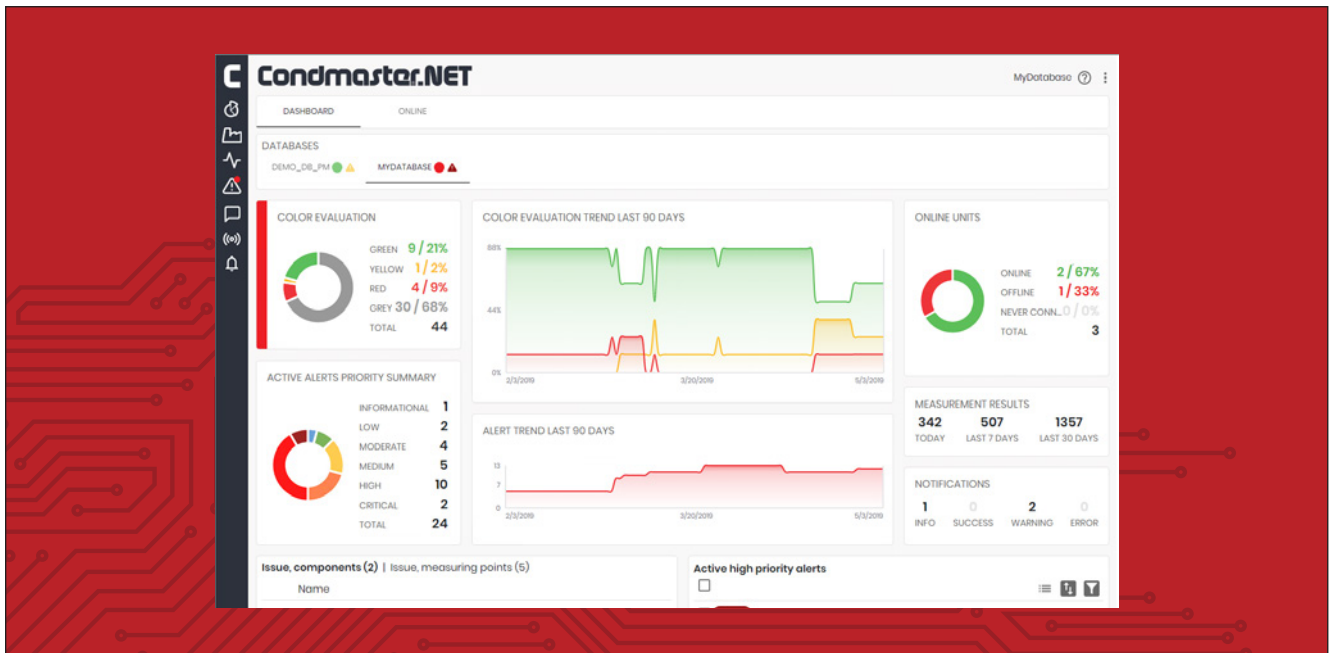 Condmaster.NET
MyDatabase
DASHBOARD ONLINE
DATABASES
DEMO_DB_PM MYDATABASE
COLOR EVALUATION
GREEN 9 / 21%
YELLOW 1 / 2%
RED 4 / 9%
GREY 30 / 68%
TOTAL 44
COLOR EVALUATION TREND LAST 90 DAYS
88%
44%
0%
2/3/2019 3/20/2019 5/3/2019
ONLINE UNITS
ONLINE 2 / 67%
OFFLINE 1 / 33%
NEVER CONN... 0 / 0%
TOTAL 3
ACTIVE ALERTS PRIORITY SUMMARY
INFORMATIONAL 1
LOW 2
MODERATE 4
MEDIUM 5
HIGH 10
CRITICAL 2
TOTAL 24
ALERT TREND LAST 90 DAYS
13
7
0
2/3/2019 3/20/2019 5/3/2019
MEASUREMENT RESULTS
342 507 1357
TODAY LAST 7 DAYS LAST 30 DAYS
NOTIFICATIONS
1 0 2 0
INFO SUCCESS WARNING ERROR
Issue, components (2) | Issue, measuring points (5)
Name
Active high priority alerts